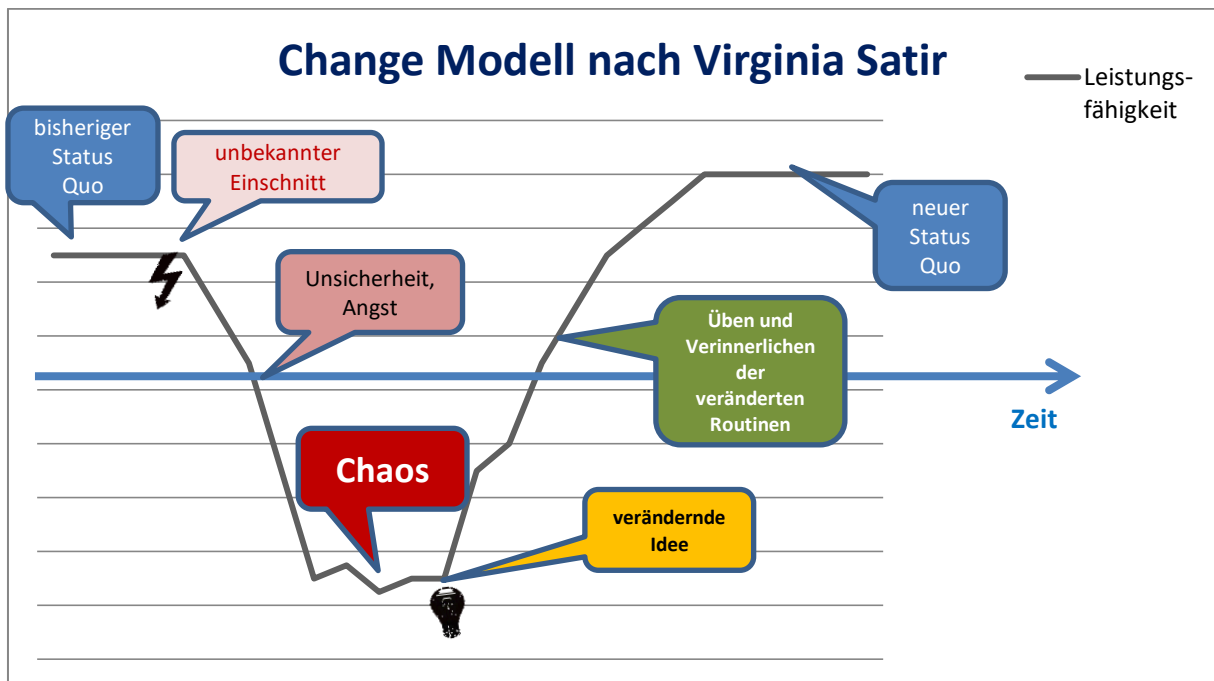 Change Modell nach Virginia Satir
Leistungs-
fähigkeit
bisheriger
Status
Quo
unbekannter
Einschnitt
neuer
Status
Quo
Unsicherheit,
Angst
Üben und
Verinnerlichen
der
veränderten
Routinen
Zeit
Chaos
verändernde
Idee